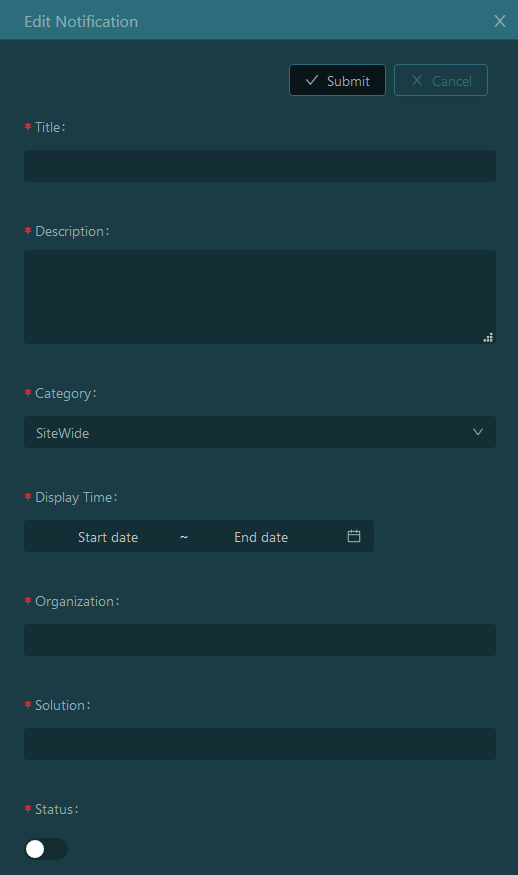 Edit Notification
Submit
Cancel
* Title:
* Description:
* Category:
SiteWide
* Display Time:
Start date ~ End date
* Organization:
* Solution:
* Status: